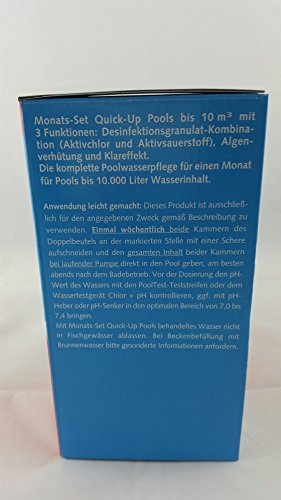 Monats-Set Quick-Up Pools bis 10 m³ mit
3 Funktionen: Desinfektionsgranulat-Kombina-
tion (Aktivchlor und Aktivsauerstoff), Algen-
verhütung und Klareffekt.
Die komplette Poolwasserpflege für einen Monat
für Pools bis 10.000 Liter Wasserinhalt.
Anwendung leicht gemacht: Dieses Produkt ist ausschließ-
lich für den angegebenen Zweck gemäß Beschreibung zu
verwenden. Einmal wöchentlich beide Kammern des
Doppelbeutels an der markierten Stelle mit einer Schere
aufschneiden und den gesamten Inhalt beider Kammern
bei laufender Pumpe direkt in den Pool geben, am besten
abends nach dem Badebetrieb. Vor der Dosierung den pH-
Wert des Wassers mit den PoolTest-Teststreifen oder dem
Wassertestgerät Chlor + pH kontrollieren, ggf. mit pH-
Heber oder pH-Senker in den optimalen Bereich von 7,0 bis
7,4 bringen.
Mit Monats-Set Quick-Up Pools behandeltes Wasser nicht
in Fischgewässer ablassen. Bei Beckenbefüllung mit
Brunnenwasser bitte gesonderte Informationen anfordern.